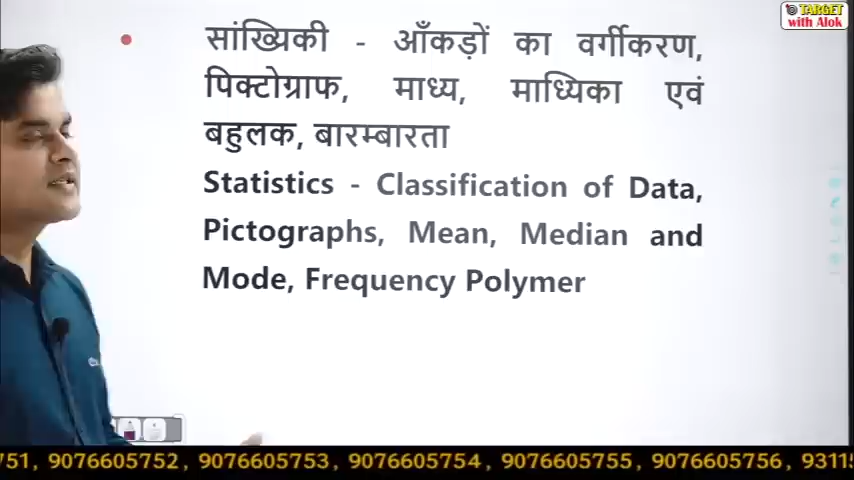 TARGET
with Alok
सांख्यिकी - आँकड़ों का वर्गीकरण,
पिक्टोग्राफ, माध्य, माध्यिका एवं
बहुलक, बारम्बारता
Statistics - Classification of Data,
Pictographs, Mean, Median and
Mode, Frequency Polymer
751, 9076605752, 9076605753, 9076605754, 9076605755, 9076605756, 9311